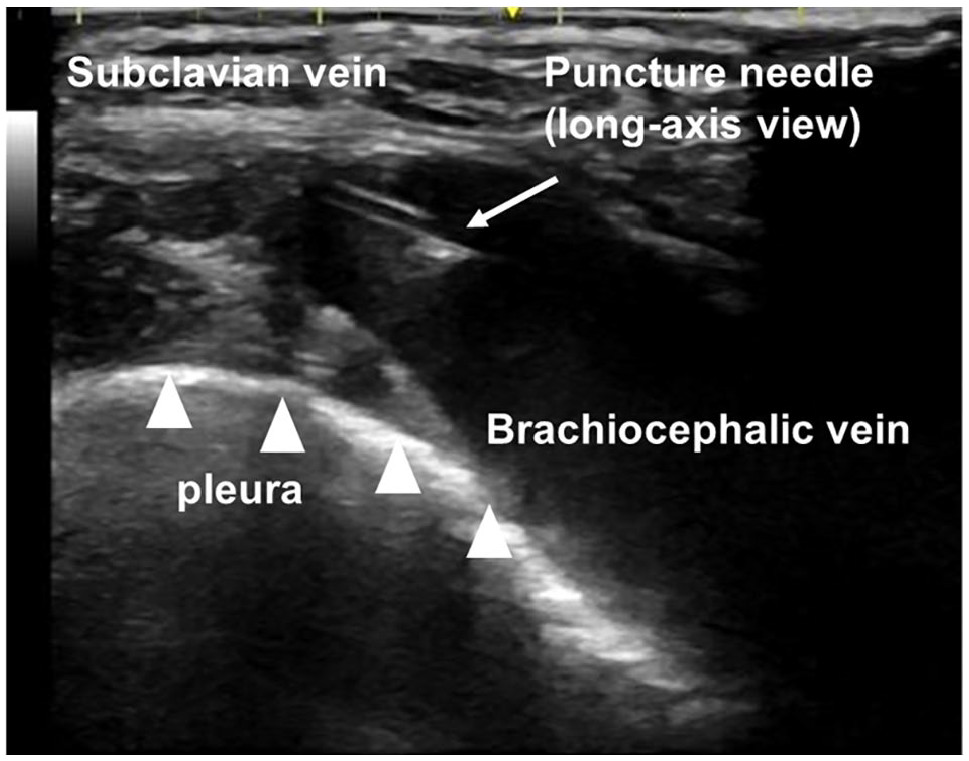 Subclavian vein
Puncture needle
(long-axis view)
Brachiocephalic vein
pleura